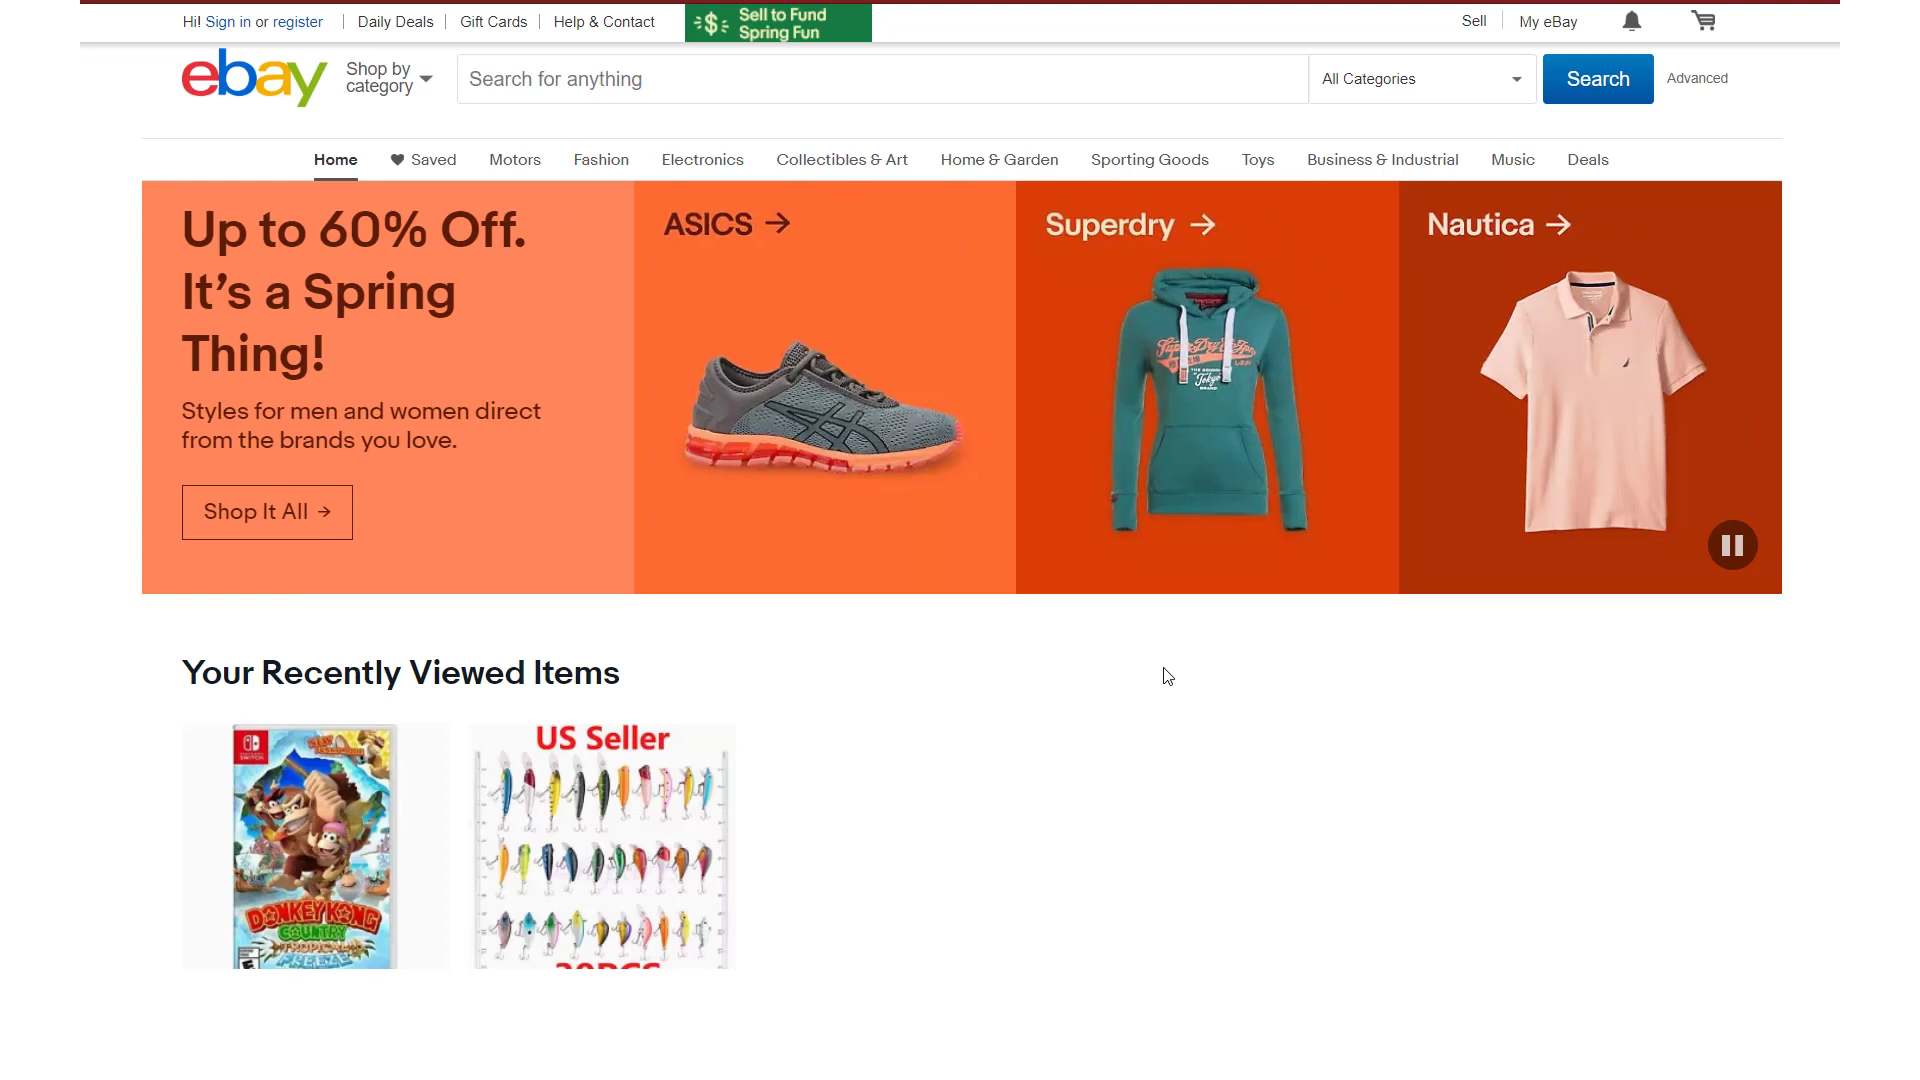 Hi! Sign in or register
Daily Deals
Gift Cards
Help & Contact
Sell to Fund
Spring Fun
Sell
My eBay
ebay
Shop by
category
Search for anything
All Categories
Search
Advanced
Home
Saved
Motors
Fashion
Electronics
Collectibles & Art
Home & Garden
Sporting Goods
Toys
Business & Industrial
Music
Deals
Up to 60% Off.
It's a Spring
Thing!
Styles for men and women direct
from the brands you love.
Shop It All →
ASICS →
Superdry →
Nautica →
Your Recently Viewed Items
DONKEY KONG
COUNTRY
TROPICAL
FREEZE
US Seller